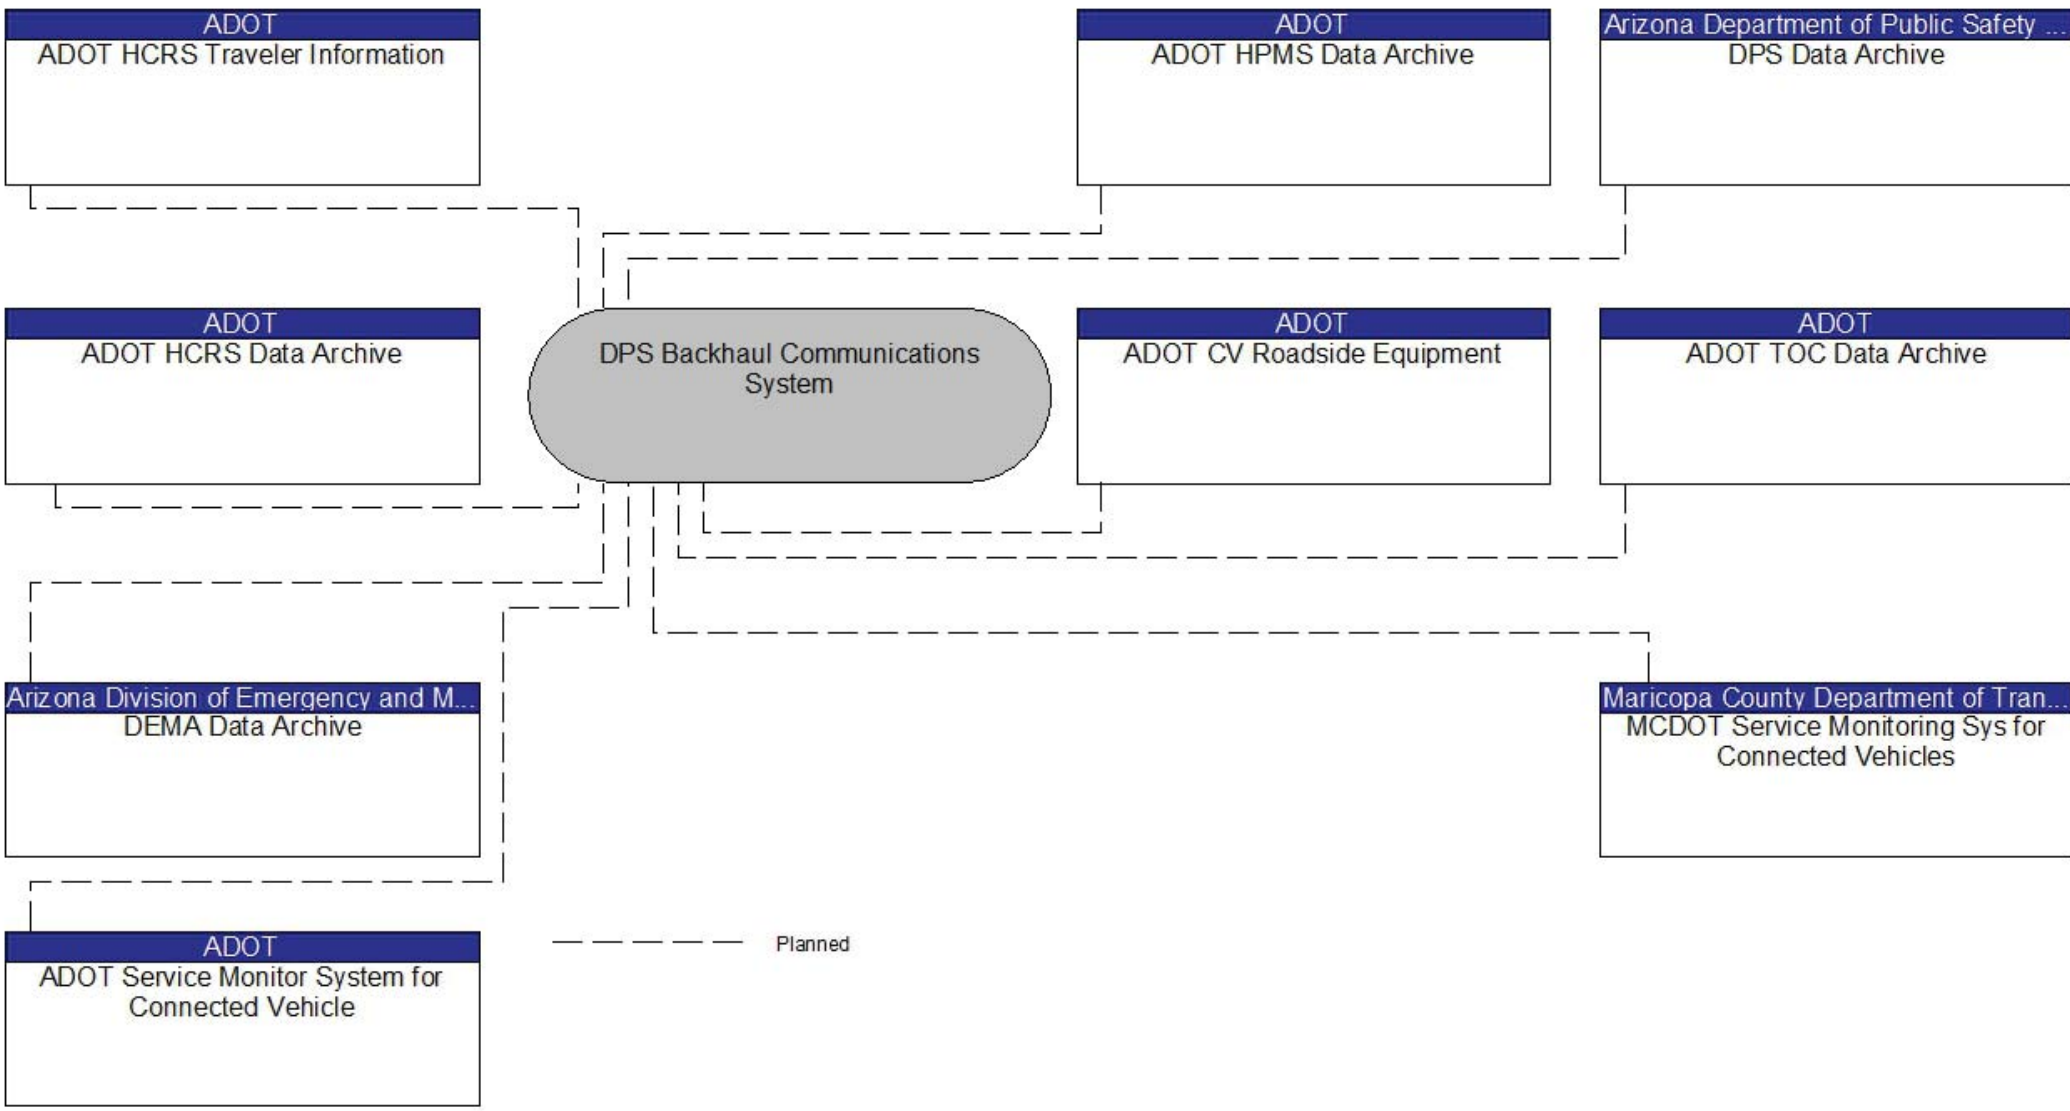 ADOT
ADOT HCRS Traveler Information
ADOT
ADOT HPMS Data Archive
Arizona Department of Public Safety ...
DPS Data Archive
ADOT
ADOT HCRS Data Archive
DPS Backhaul Communications
System
ADOT
ADOT CV Roadside Equipment
ADOT
ADOT TOC Data Archive
Arizona Division of Emergency and M...
DEMA Data Archive
Maricopa County Department of Tran...
MCDOT Service Monitoring Sys for
Connected Vehicles
ADOT
ADOT Service Monitor System for
Connected Vehicle
Planned